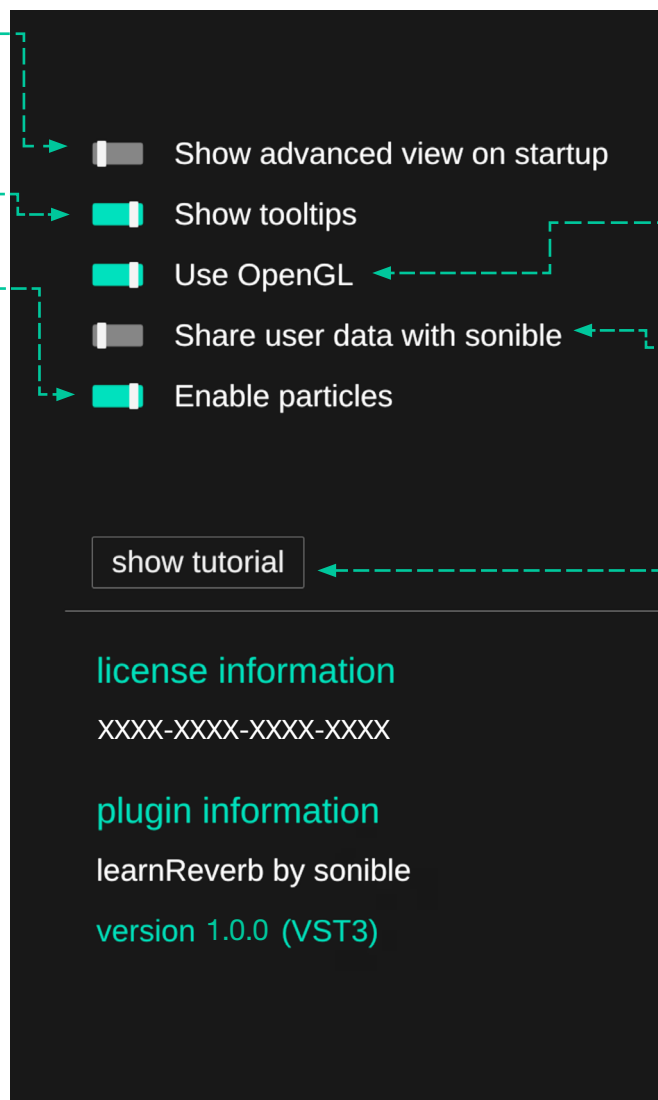 Show advanced view on startup
Show tooltips
Use OpenGL
Share user data with sonible
Enable particles
show tutorial
license information
XXXX-XXXX-XXXX-XXXX
plugin information
learnReverb by sonible
version 1.0.0 (VST3)